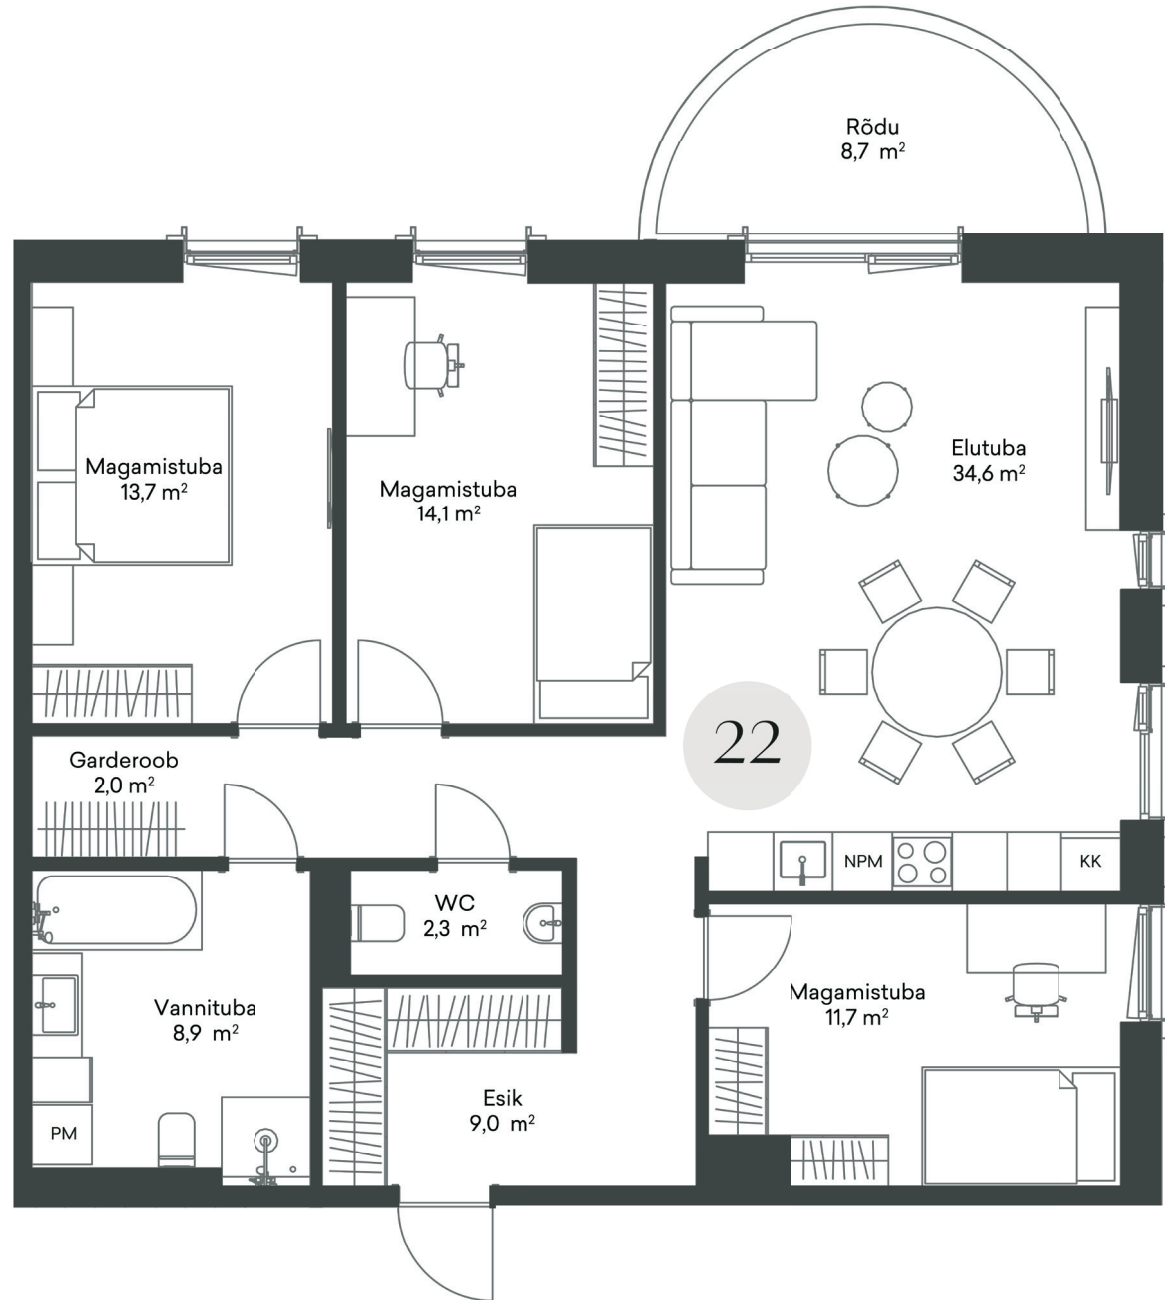 Rõdu
8,7 m²
Magamistuba
13,7 m²
Magamistuba
14,1 m²
Elutuba
34,6 m²
22
Garderoob
2,0 m²
NPM
KK
WC
2,3 m²
Vannituba
8,9 m²
Magamistuba
11,7 m²
Esik
9,0 m²
PM